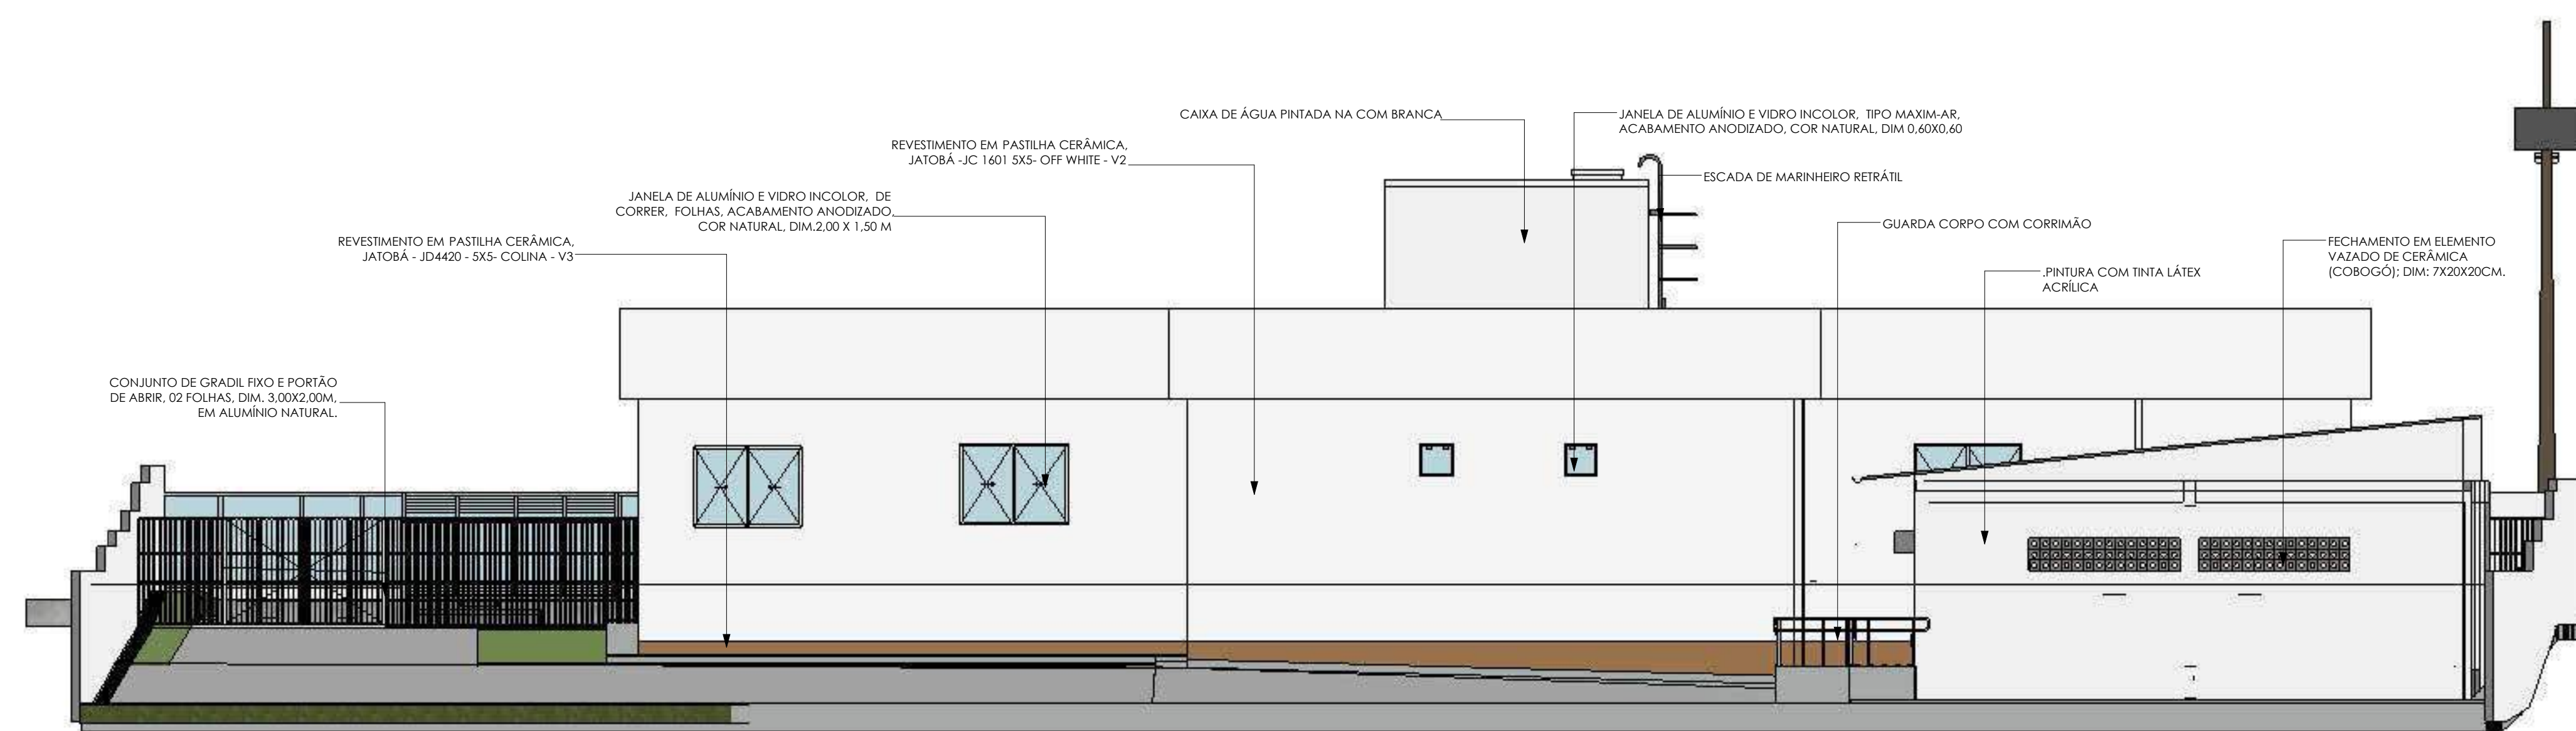 CAIXA DE ÁGUA PINTADA NA COM BRANCA
JANELA DE ALUMÍNIO E VIDRO INCOLOR, TIPO MAXIM-AR,
ACABAMENTO ANODIZADO, COR NATURAL, DIM 0,60X0,60
REVESTIMENTO EM PASTILHA CERÂMICA,
JATOBÁ -JC 1601 5X5- OFF WHITE - V2
ESCADA DE MARINHEIRO RETRÁTIL
JANELA DE ALUMÍNIO E VIDRO INCOLOR, DE
CORRER, FOLHAS, ACABAMENTO ANODIZADO,
COR NATURAL, DIM.2,00 X 1,50 M
GUARDA CORPO COM CORRIMÃO
REVESTIMENTO EM PASTILHA CERÂMICA,
JATOBÁ - JD4420 - 5X5- COLINA - V3
FECHAMENTO EM ELEMENTO
VAZADO DE CERÂMICA
(COBOGÓ); DIM: 7X20X20CM.
.PINTURA COM TINTA LÁTEX
ACRÍLICA
CONJUNTO DE GRADIL FIXO E PORTÃO
DE ABRIR, 02 FOLHAS, DIM. 3,00X2,00M,
EM ALUMÍNIO NATURAL.